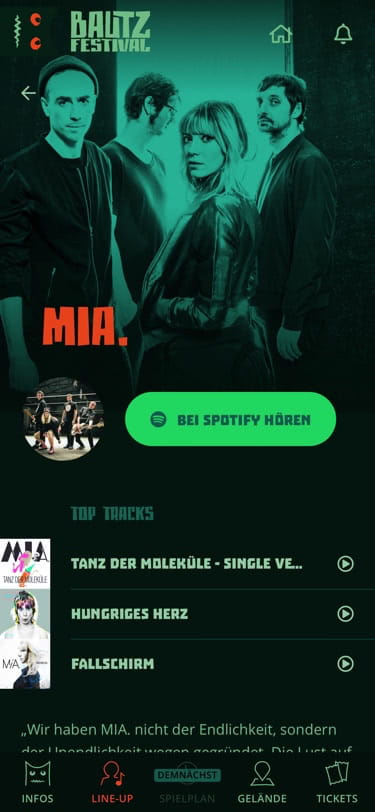 BAUTZ
FESTIVAL
MIA.
BEI SPOTIFY HÖREN
TOP TRACKS
TANZ DER MOLEKÜLE - SINGLE VE...
MIA.
TANZ DER MOLEKÜLE
HUNGRIGES HERZ
FALLSCHIRM
MIA.
„Wir haben MIA. nicht der Endlichkeit, sondern
der Unendlichkeit wegen gegründet. Die Lust auf
DEMNÄCHST
INFOS
LINE-UP
SPIELPLAN
GELÄNDE
TICKETS